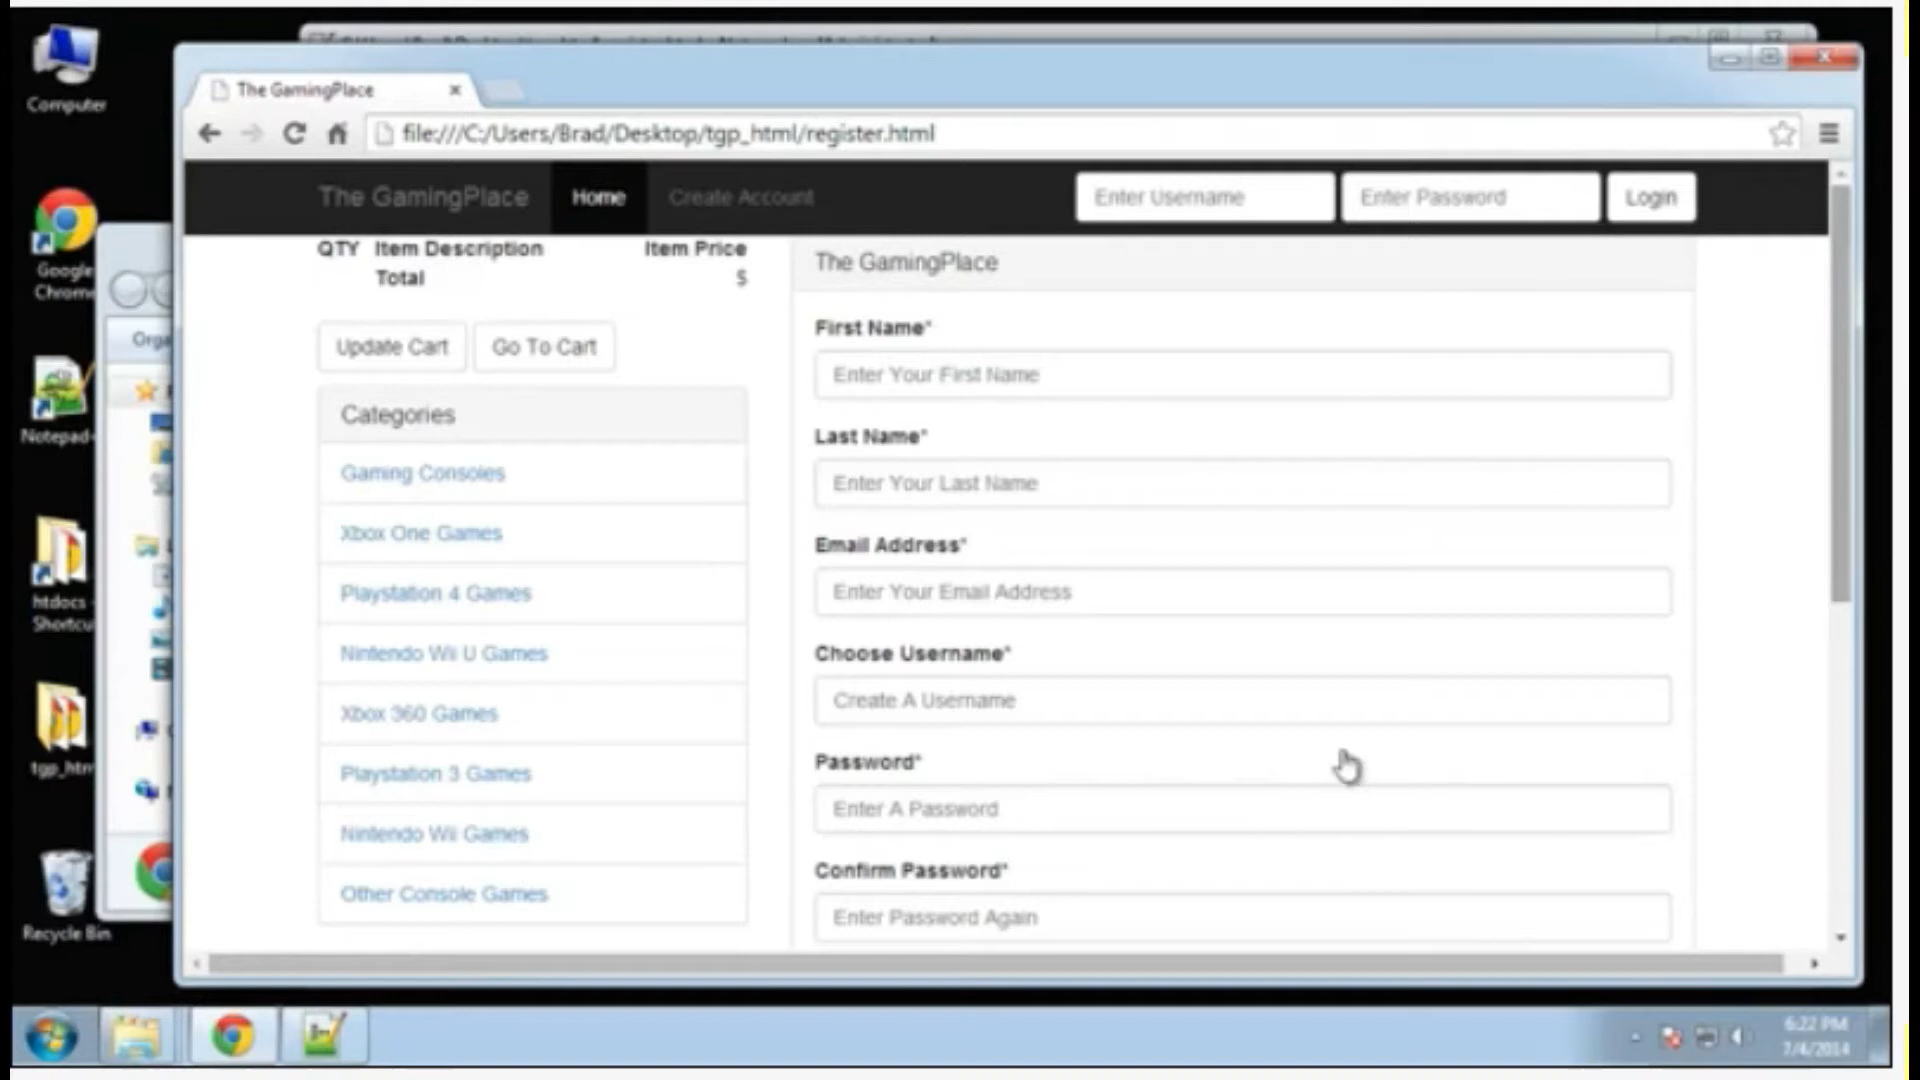 Computer
Google
Chrome
Notepad
htdocs -
Shortcu
tgp_htm
Recycle Bin
Orga
The GamingPlace
file:///C:/Users/Brad/Desktop/tgp_html/register.html
The GamingPlace Home Create Account Enter Username Enter Password Login
QTY Item Description Item Price
Total $
Update Cart Go To Cart
Categories
Gaming Consoles
Xbox One Games
Playstation 4 Games
Nintendo Wii U Games
Xbox 360 Games
Playstation 3 Games
Nintendo Wii Games
Other Console Games
The GamingPlace
First Name*
Enter Your First Name
Last Name*
Enter Your Last Name
Email Address*
Enter Your Email Address
Choose Username*
Create A Username
Password*
Enter A Password
Confirm Password*
Enter Password Again
6:22 PM
7/4/2014